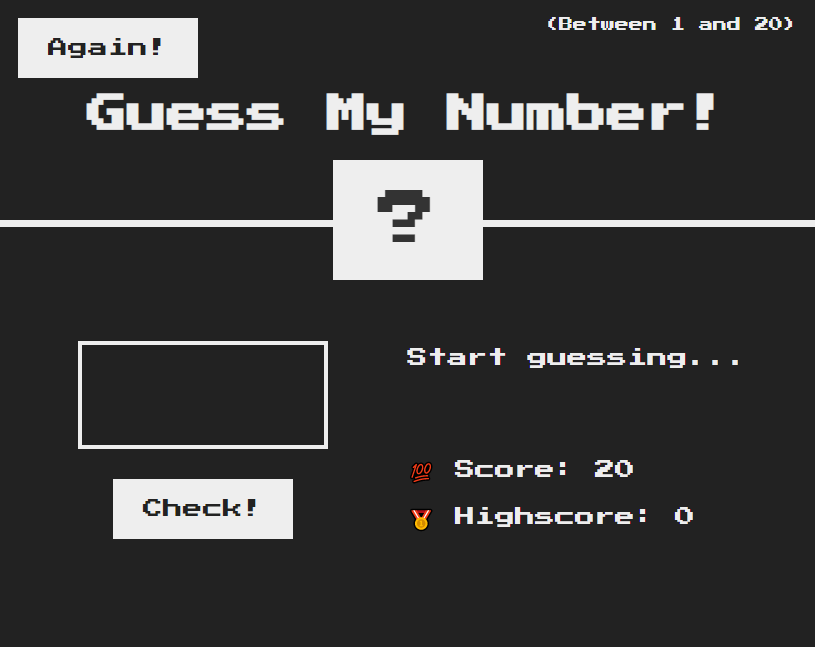 Again!
(Between 1 and 20)
Guess My Number!
?
Start guessing...
💯 Score: 20
Check!
🥇 Highscore: 0